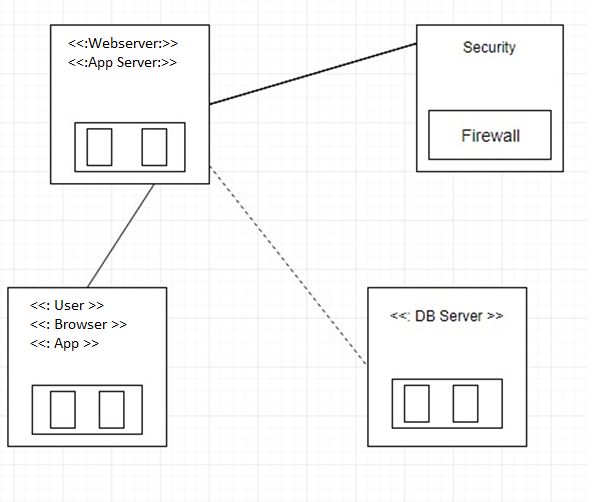 <<:Webserver:>>
<<:App Server:>>
Security
Firewall
<<: User >>
<<: Browser >>
<<: App >>
<<: DB Server >>